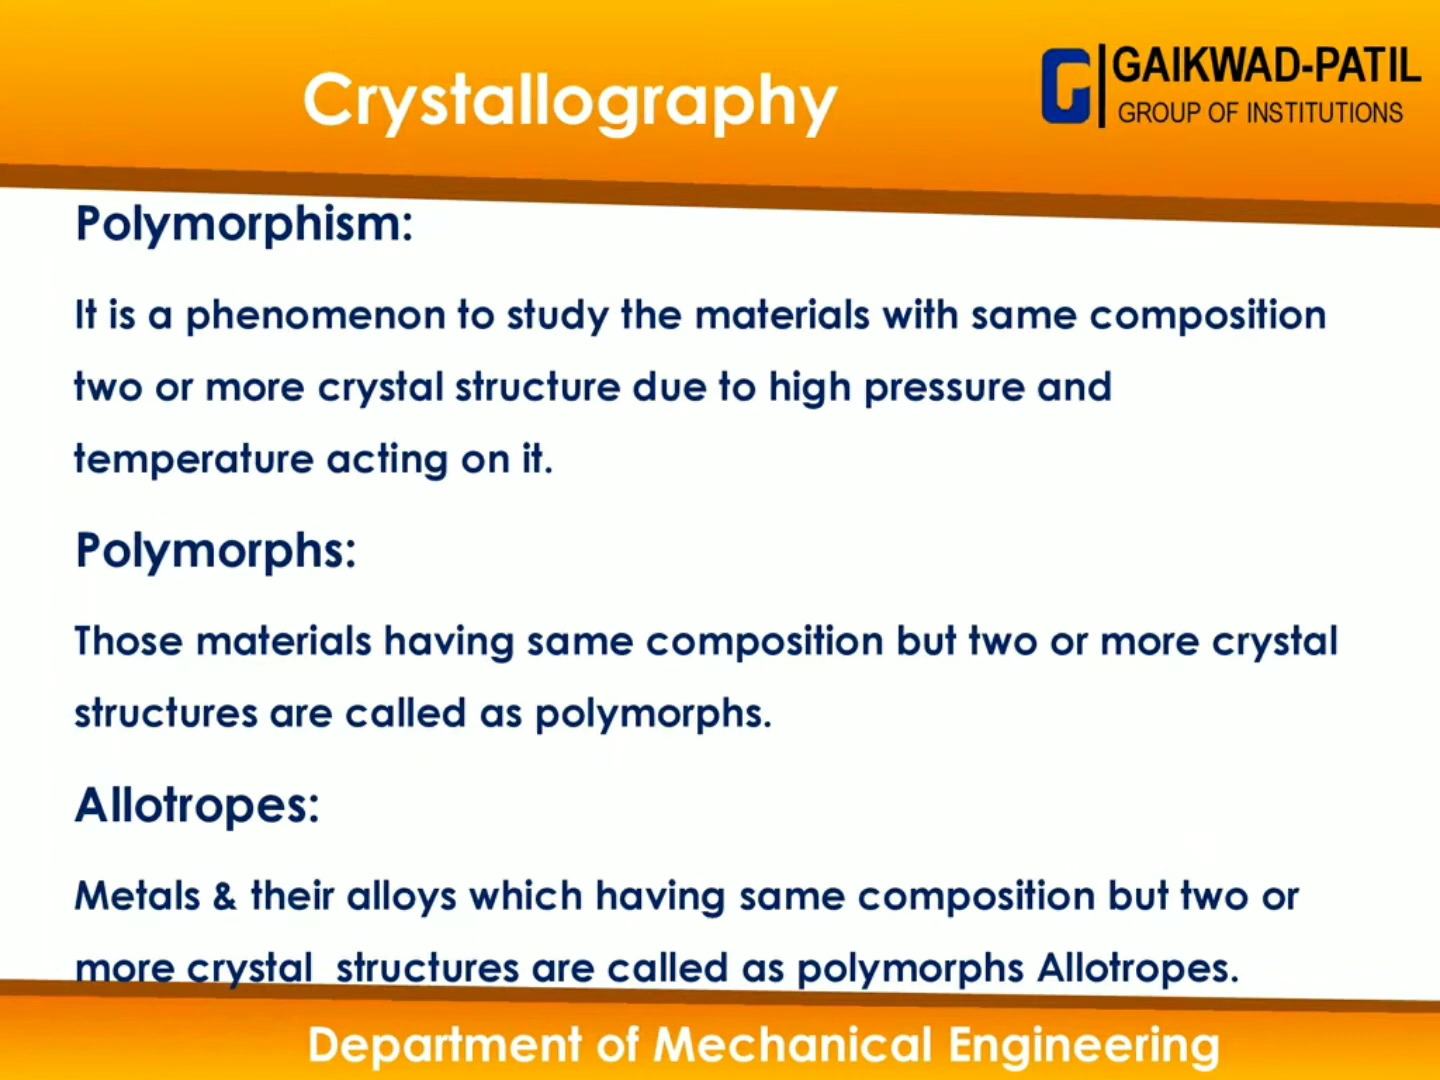 Crystallography
GAIKWAD-PATIL
GROUP OF INSTITUTIONS
Polymorphism:
It is a phenomenon to study the materials with same composition
two or more crystal structure due to high pressure and
temperature acting on it.
Polymorphs:
Those materials having same composition but two or more crystal
structures are called as polymorphs.
Allotropes:
Metals & their alloys which having same composition but two or
more crystal structures are called as polymorphs Allotropes.
Department of Mechanical Engineering